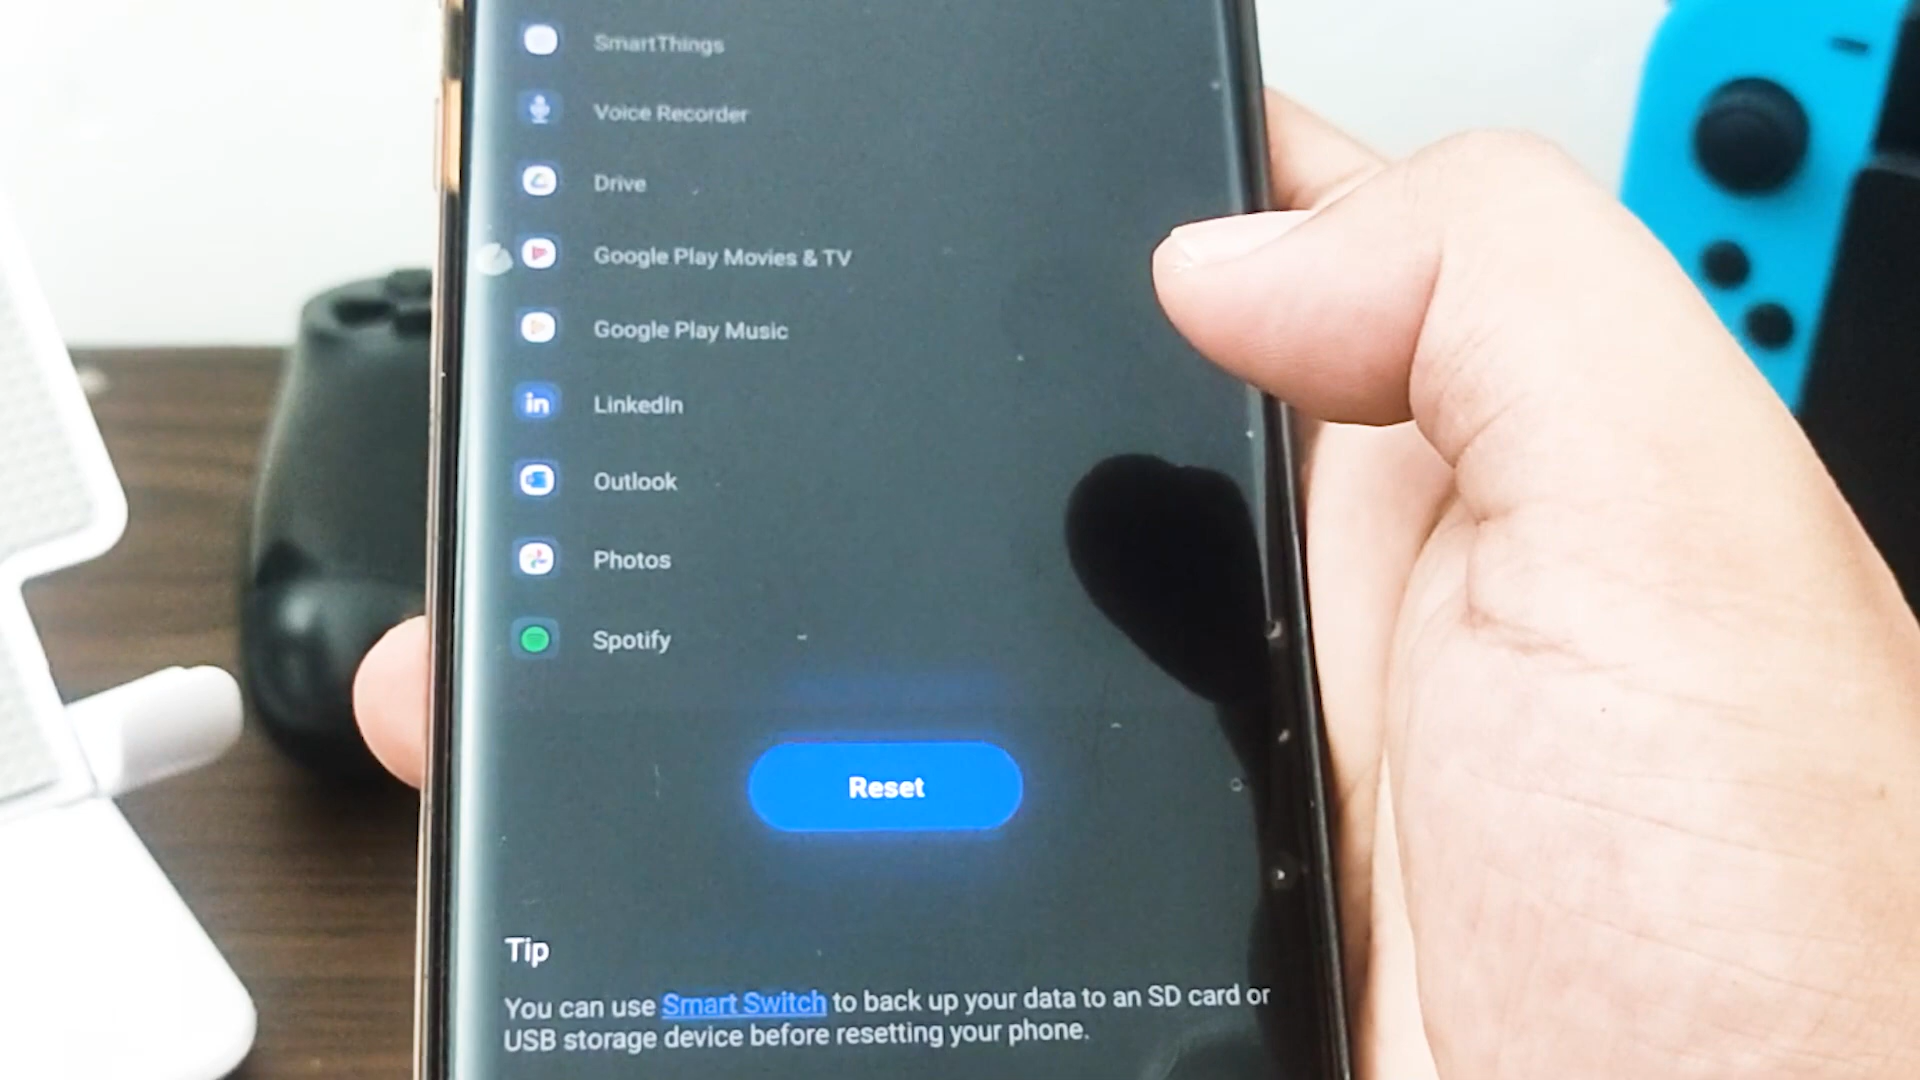 SmartThings
Voice Recorder
Drive
Google Play Movies & TV
Google Play Music
in LinkedIn
Outlook
Photos
Spotify
Reset
Tip
You can use Smart Switch to back up your data to an SD card or
USB storage device before resetting your phone.